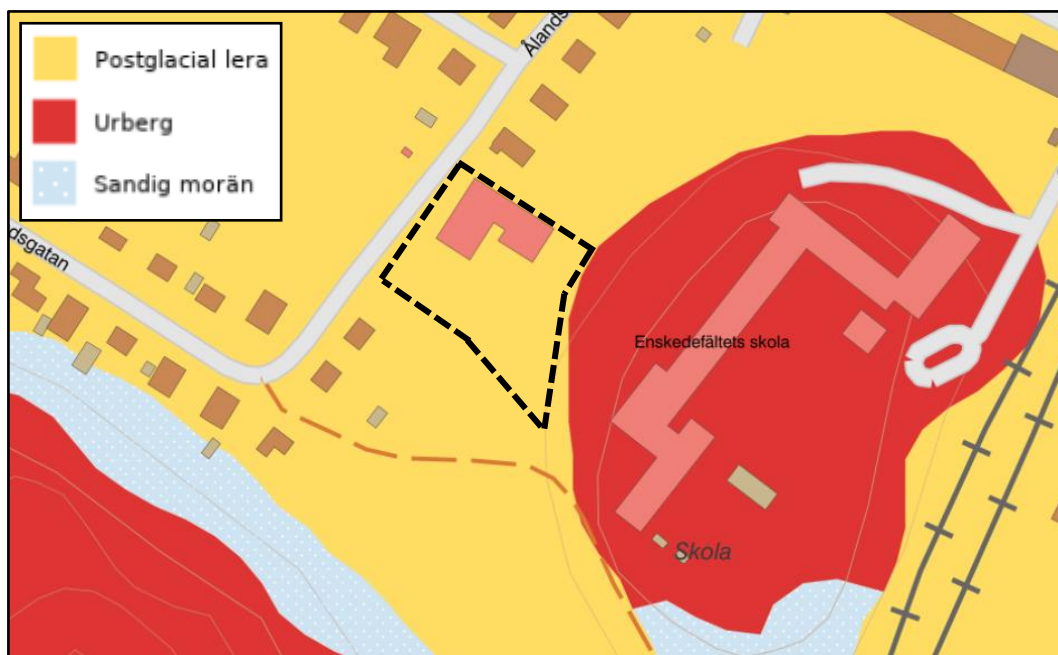 Postglacial lera
Urberg
Sandig morän
Ålands
dsgatan
Enskedefältets skola
Skola